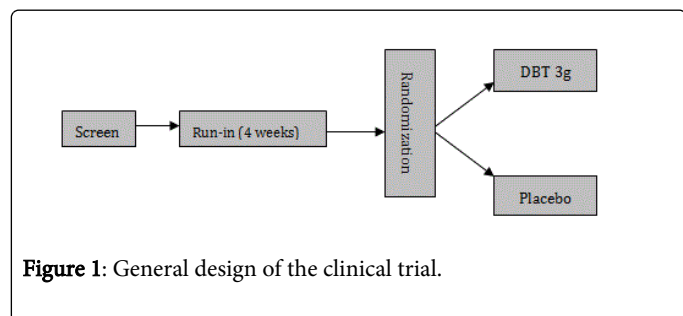 Screen
Run-in (4 weeks)
Randomization
DBT 3g
Placebo
Figure 1: General design of the clinical trial.